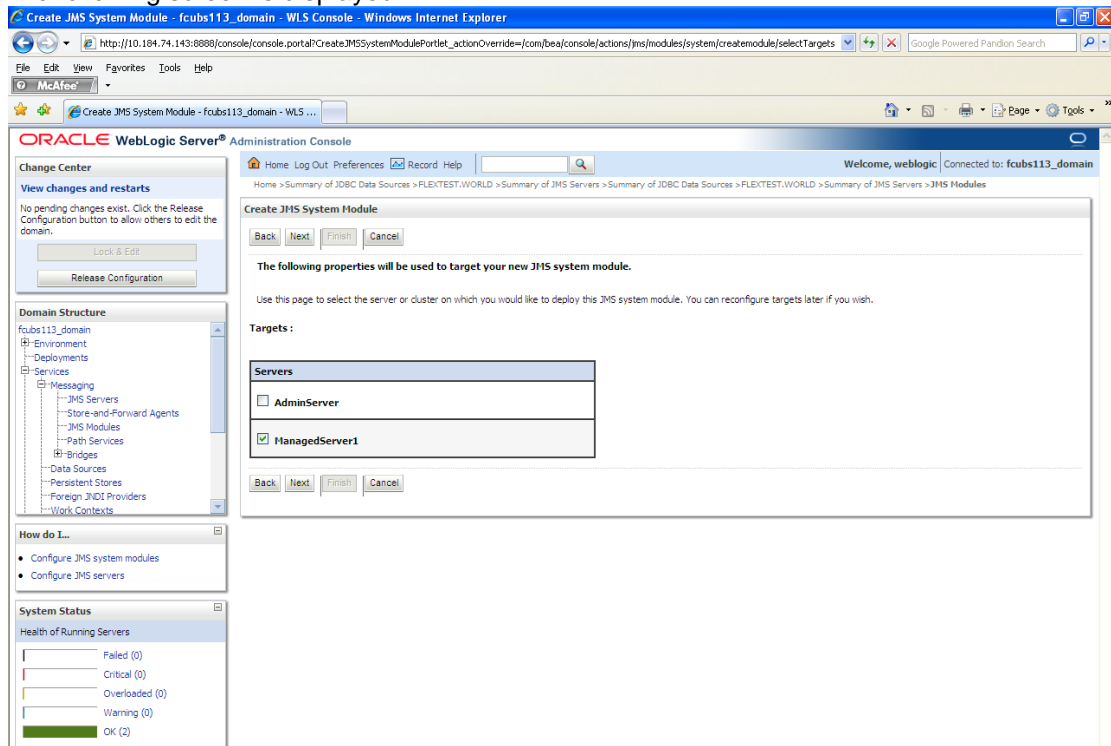 Create JMS System Module - fcubs113_domain - WLS Console - Windows Internet Explorer
http://10.184.74.143:8888/console/console.portal?CreateJMSSystemModulePortlet_actionOverride=/com/bea/console/actions/jms/modules/system/createmodule/selectTargets
Google Powered Pandion Search
File Edit View Favorites Tools Help
McAfee
Create JMS System Module - fcubs113_domain - WLS ...
Page Tools »
ORACLE WebLogic Server® Administration Console
Change Center
View changes and restarts
No pending changes exist. Click the Release
Configuration button to allow others to edit the
domain.
Lock & Edit
Release Configuration
Domain Structure
fcubs113_domain
Environment
Deployments
Services
Messaging
JMS Servers
Store-and-Forward Agents
JMS Modules
Path Services
Bridges
Data Sources
Persistent Stores
Foreign JNDI Providers
Work Contexts
How do I...
Configure JMS system modules
Configure JMS servers
System Status
Health of Running Servers
Failed (0)
Critical (0)
Overloaded (0)
Warning (0)
OK (2)
Home Log Out Preferences Record Help
Welcome, weblogic Connected to: fcubs113_domain
Home >Summary of JDBC Data Sources >FLEXTEST.WORLD >Summary of JMS Servers >Summary of JDBC Data Sources >FLEXTEST.WORLD >Summary of JMS Servers >JMS Modules
Create JMS System Module
Back Next Finish Cancel
The following properties will be used to target your new JMS system module.
Use this page to select the server or cluster on which you would like to deploy this JMS system module. You can reconfigure targets later if you wish.
Targets :
Servers
AdminServer
ManagedServer1
Back Next Finish Cancel